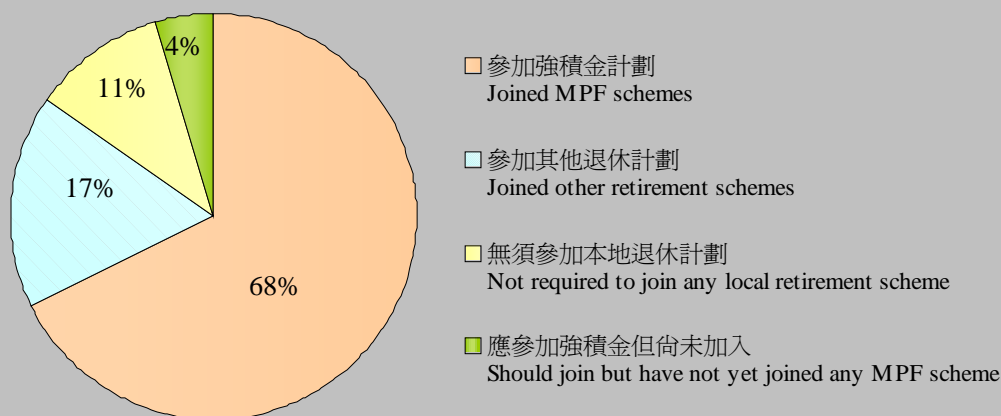 4%
11%
17%
68%
參加強積金計劃
Joined MPF schemes
參加其他退休計劃
Joined other retirement schemes
無須參加本地退休計劃
Not required to join any local retirement scheme
應參加強積金但尚未加入
Should join but have not yet joined any MPF scheme